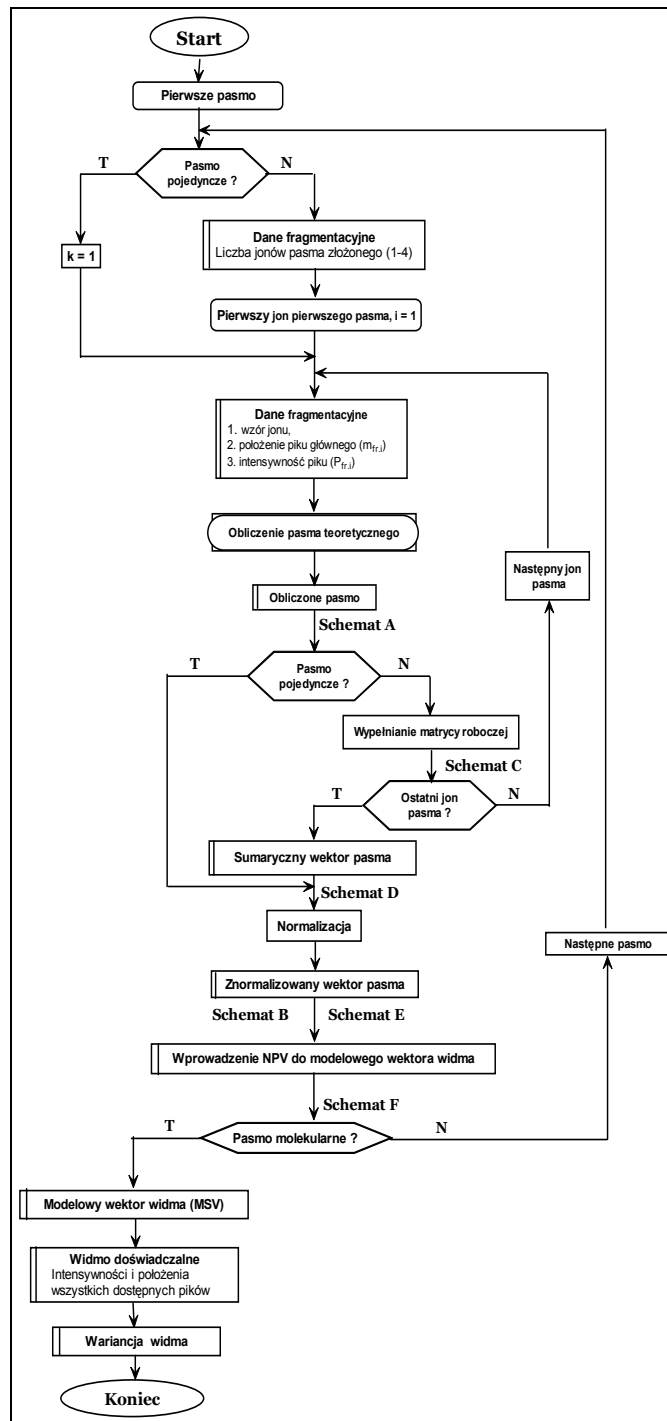 Start
Pierwsze pasmo
T
N
Pasmo
pojedyncze ?
k = 1
Dane fragmentacyjne
Liczba jonów pasma złożonego (1-4)
Pierwszy jon pierwszego pasma, i = 1
Dane fragmentacyjne
1. wzór jonu,
2. położenie piku głównego (mfr.i)
3. intensywność piku (Pfr.i)
Obliczenie pasma teoretycznego
Następny jon
pasma
Obliczone pasmo
Schemat A
T
N
Pasmo
pojedyncze ?
Wypełnianie matrycy roboczej
Schemat C
T
N
Ostatni jon
pasma ?
Sumaryczny wektor pasma
Schemat D
Normalizacja
Następne pasmo
Znormalizowany wektor pasma
Schemat B
Schemat E
Wprowadzenie NPV do modelowego wektora widma
Schemat F
T
N
Pasmo molekularne ?
Modelowy wektor widma (MSV)
Widmo doświadczalne
Intensywności i położenia
wszystkich dostępnych pików
Wariancja widma
Koniec